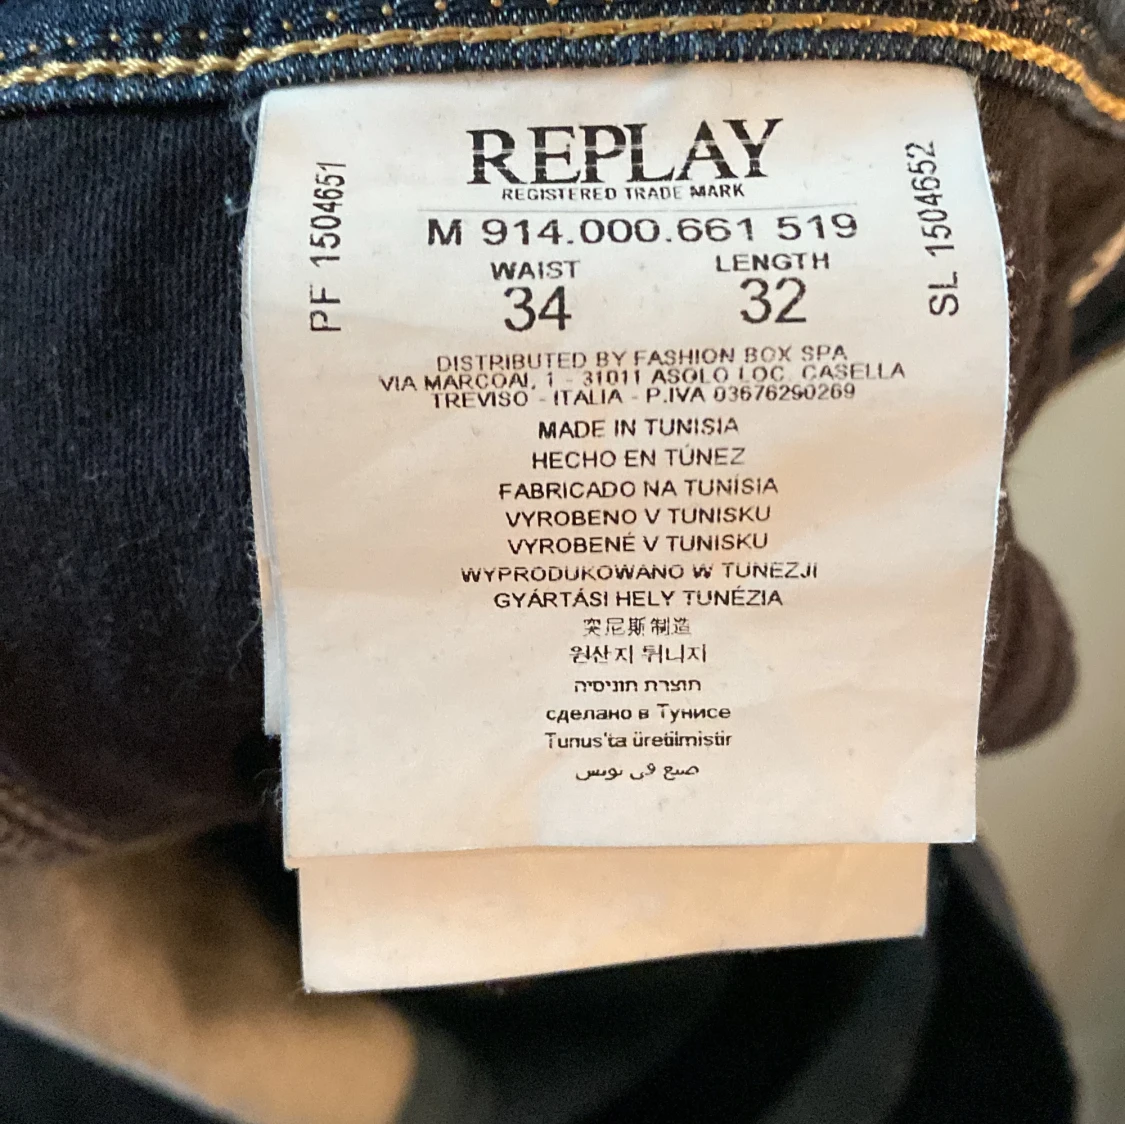 REPLAY
REGISTERED TRADE MARK
M 914.000.661 519
WAIST LENGTH
34 32
PF 1504651
SL 1504652
DISTRIBUTED BY FASHION BOX SPA
VIA MARCOAI, 1 - 31011 ASOLO LOC. CASELLA
TREVISO - ITALIA - P.IVA 03676290269
MADE IN TUNISIA
HECHO EN TÚNEZ
FABRICADO NA TUNÍSIA
VYROBENO V TUNISKU
VYROBENÉ V TUNISKU
WYPRODUKOWANO W TUNEZJI
GYÁRTÁSI HELY TUNÉZIA
突尼斯制造
원산지 튀니지
תוצרת תוניסיה
сделано в Тунисе
Tunus'ta üretilmiştir
صنع في تونس